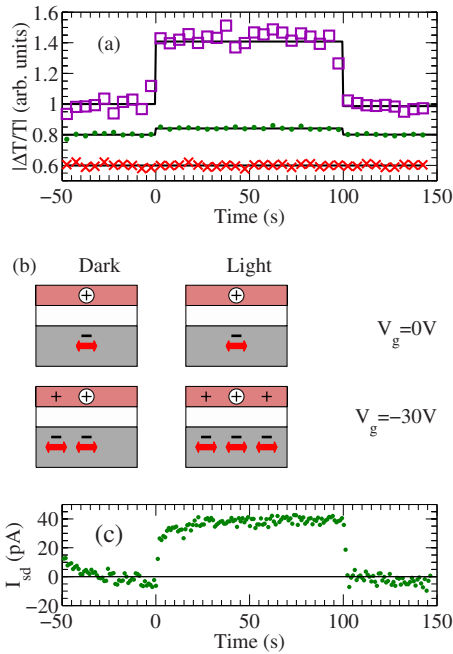 (a)
|ΔT/T| (arb. units)
1.6
1.4
1.2
1
0.8
0.6
−50 0 50 100 150
Time (s)
(b) Dark Light
+ +
− −
V_g=0V
+ + + + +
− − − − −
V_g=−30V
(c)
I_sd (pA)
40
20
0
−20
−50 0 50 100 150
Time (s)